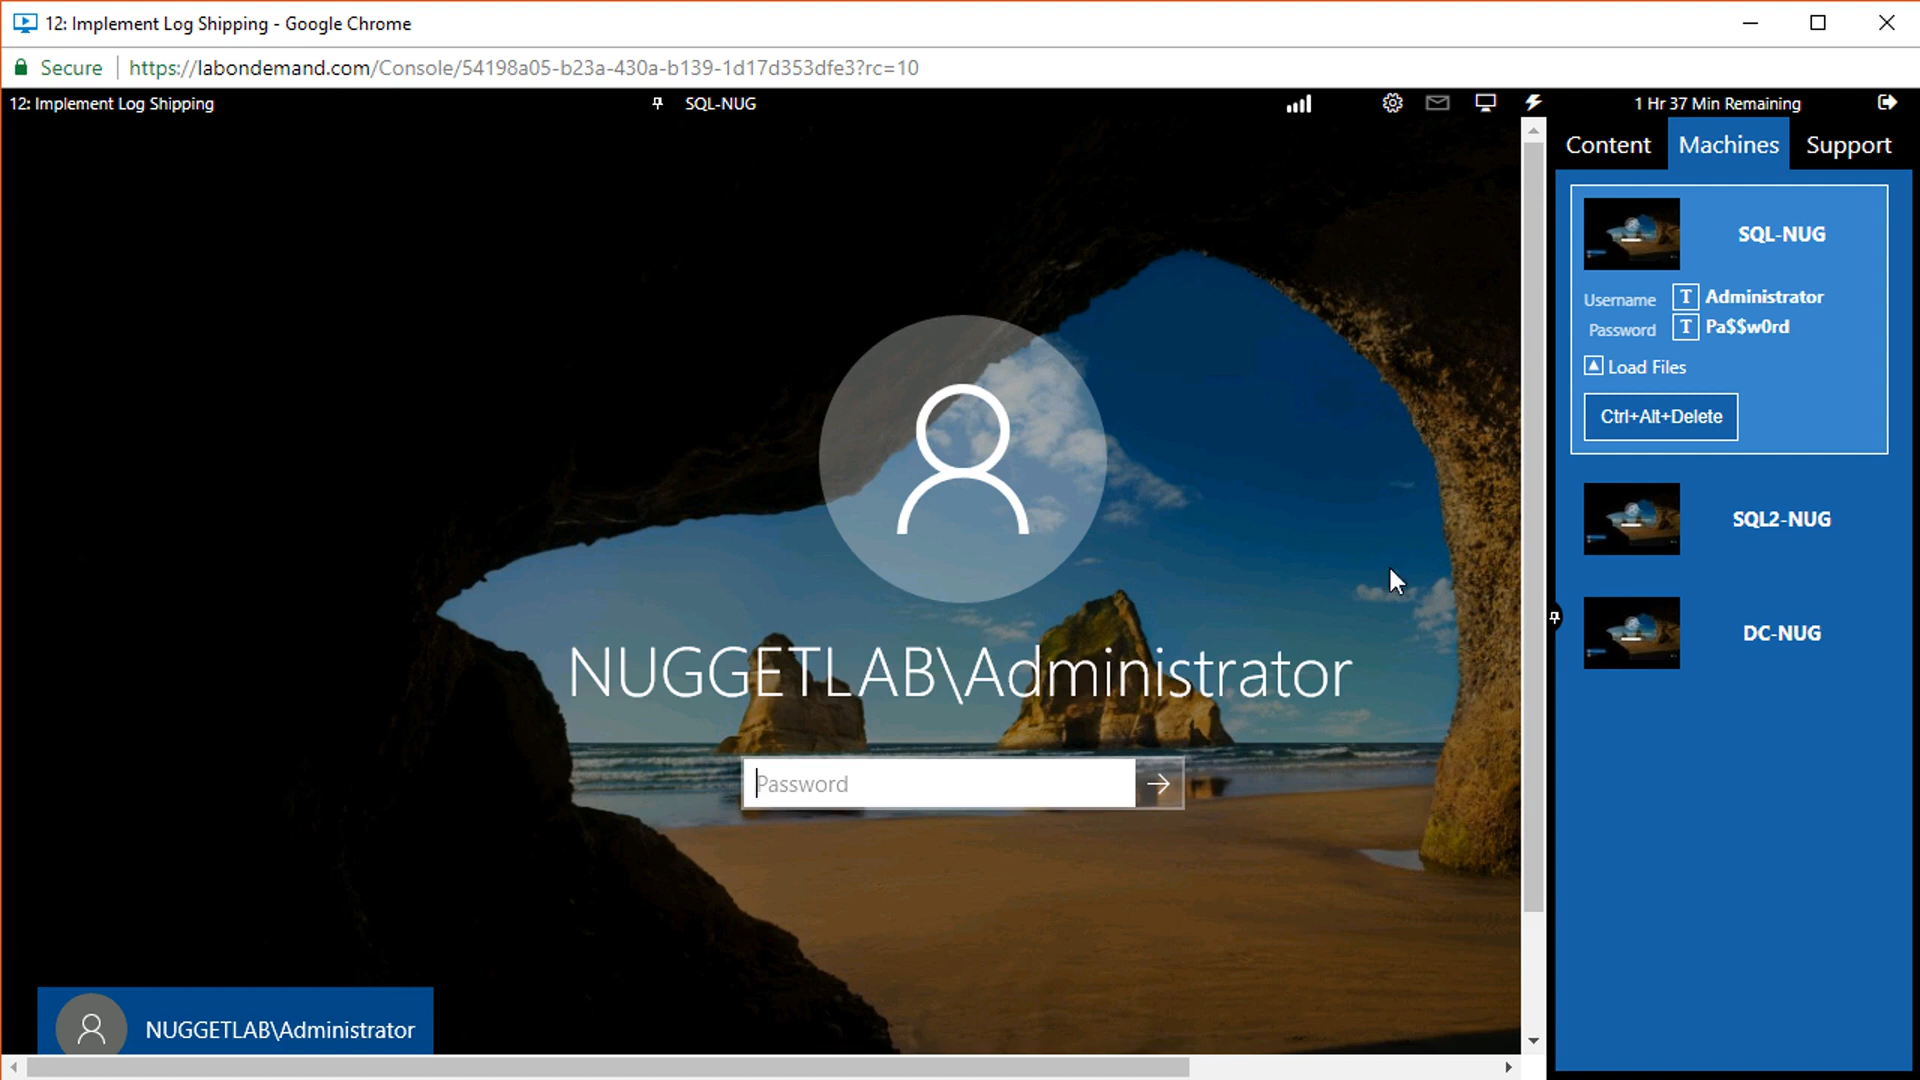 12: Implement Log Shipping - Google Chrome
Secure https://labondemand.com/Console/54198a05-b23a-430a-b139-1d17d353dfe3?rc=10
12: Implement Log Shipping SQL-NUG 1 Hr 37 Min Remaining
Content Machines Support
SQL-NUG
Username T Administrator
Password T Pa$$w0rd
Load Files
Ctrl+Alt+Delete
SQL2-NUG
DC-NUG
NUGGETLAB\Administrator
Password
NUGGETLAB\Administrator